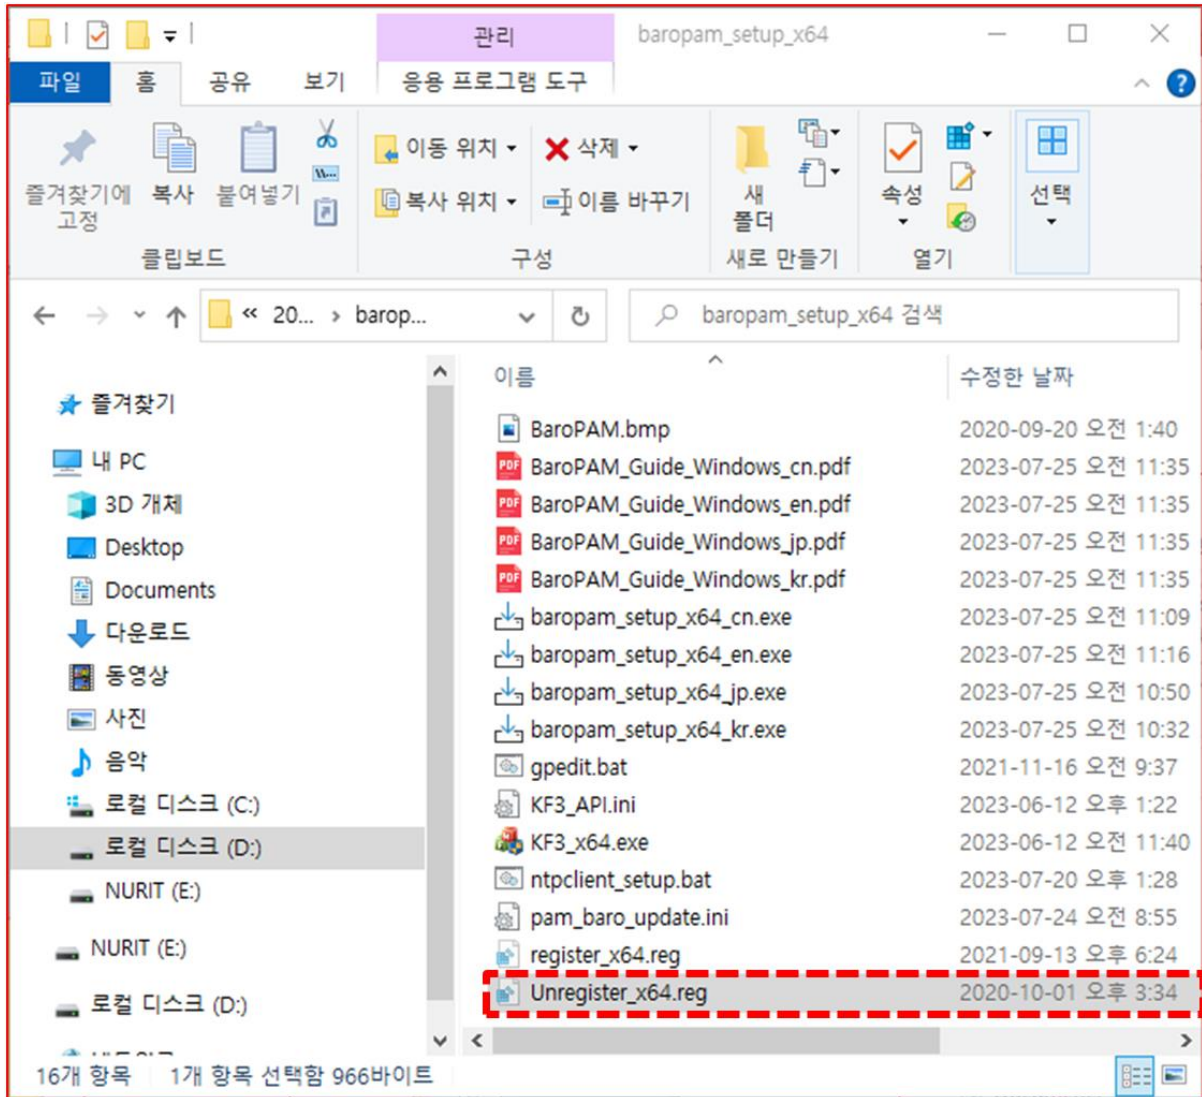 관리
baropam_setup_x64
파일 홈 공유 보기 응용 프로그램 도구
즐겨찾기에
고정
복사
붙여넣기
클립보드
이동 위치
삭제
복사 위치
이름 바꾸기
구성
새
폴더
새로 만들기
속성
열기
선택
« 20... › barop...
baropam_setup_x64 검색
즐겨찾기
내 PC
3D 개체
Desktop
Documents
다운로드
동영상
사진
음악
로컬 디스크 (C:)
로컬 디스크 (D:)
NURIT (E:)
NURIT (E:)
로컬 디스크 (D:)
이름 수정한 날짜
BaroPAM.bmp 2020-09-20 오전 1:40
PDF BaroPAM_Guide_Windows_cn.pdf 2023-07-25 오전 11:35
PDF BaroPAM_Guide_Windows_en.pdf 2023-07-25 오전 11:35
PDF BaroPAM_Guide_Windows_jp.pdf 2023-07-25 오전 11:35
PDF BaroPAM_Guide_Windows_kr.pdf 2023-07-25 오전 11:35
baropam_setup_x64_cn.exe 2023-07-25 오전 11:09
baropam_setup_x64_en.exe 2023-07-25 오전 11:16
baropam_setup_x64_jp.exe 2023-07-25 오전 10:50
baropam_setup_x64_kr.exe 2023-07-25 오전 10:32
gpedit.bat 2021-11-16 오전 9:37
KF3_API.ini 2023-06-12 오후 1:22
KF3_x64.exe 2023-06-12 오전 11:40
ntpclient_setup.bat 2023-07-20 오후 1:28
pam_baro_update.ini 2023-07-24 오전 8:55
register_x64.reg 2021-09-13 오후 6:24
Unregister_x64.reg 2020-10-01 오후 3:34
16개 항목 1개 항목 선택함 966바이트